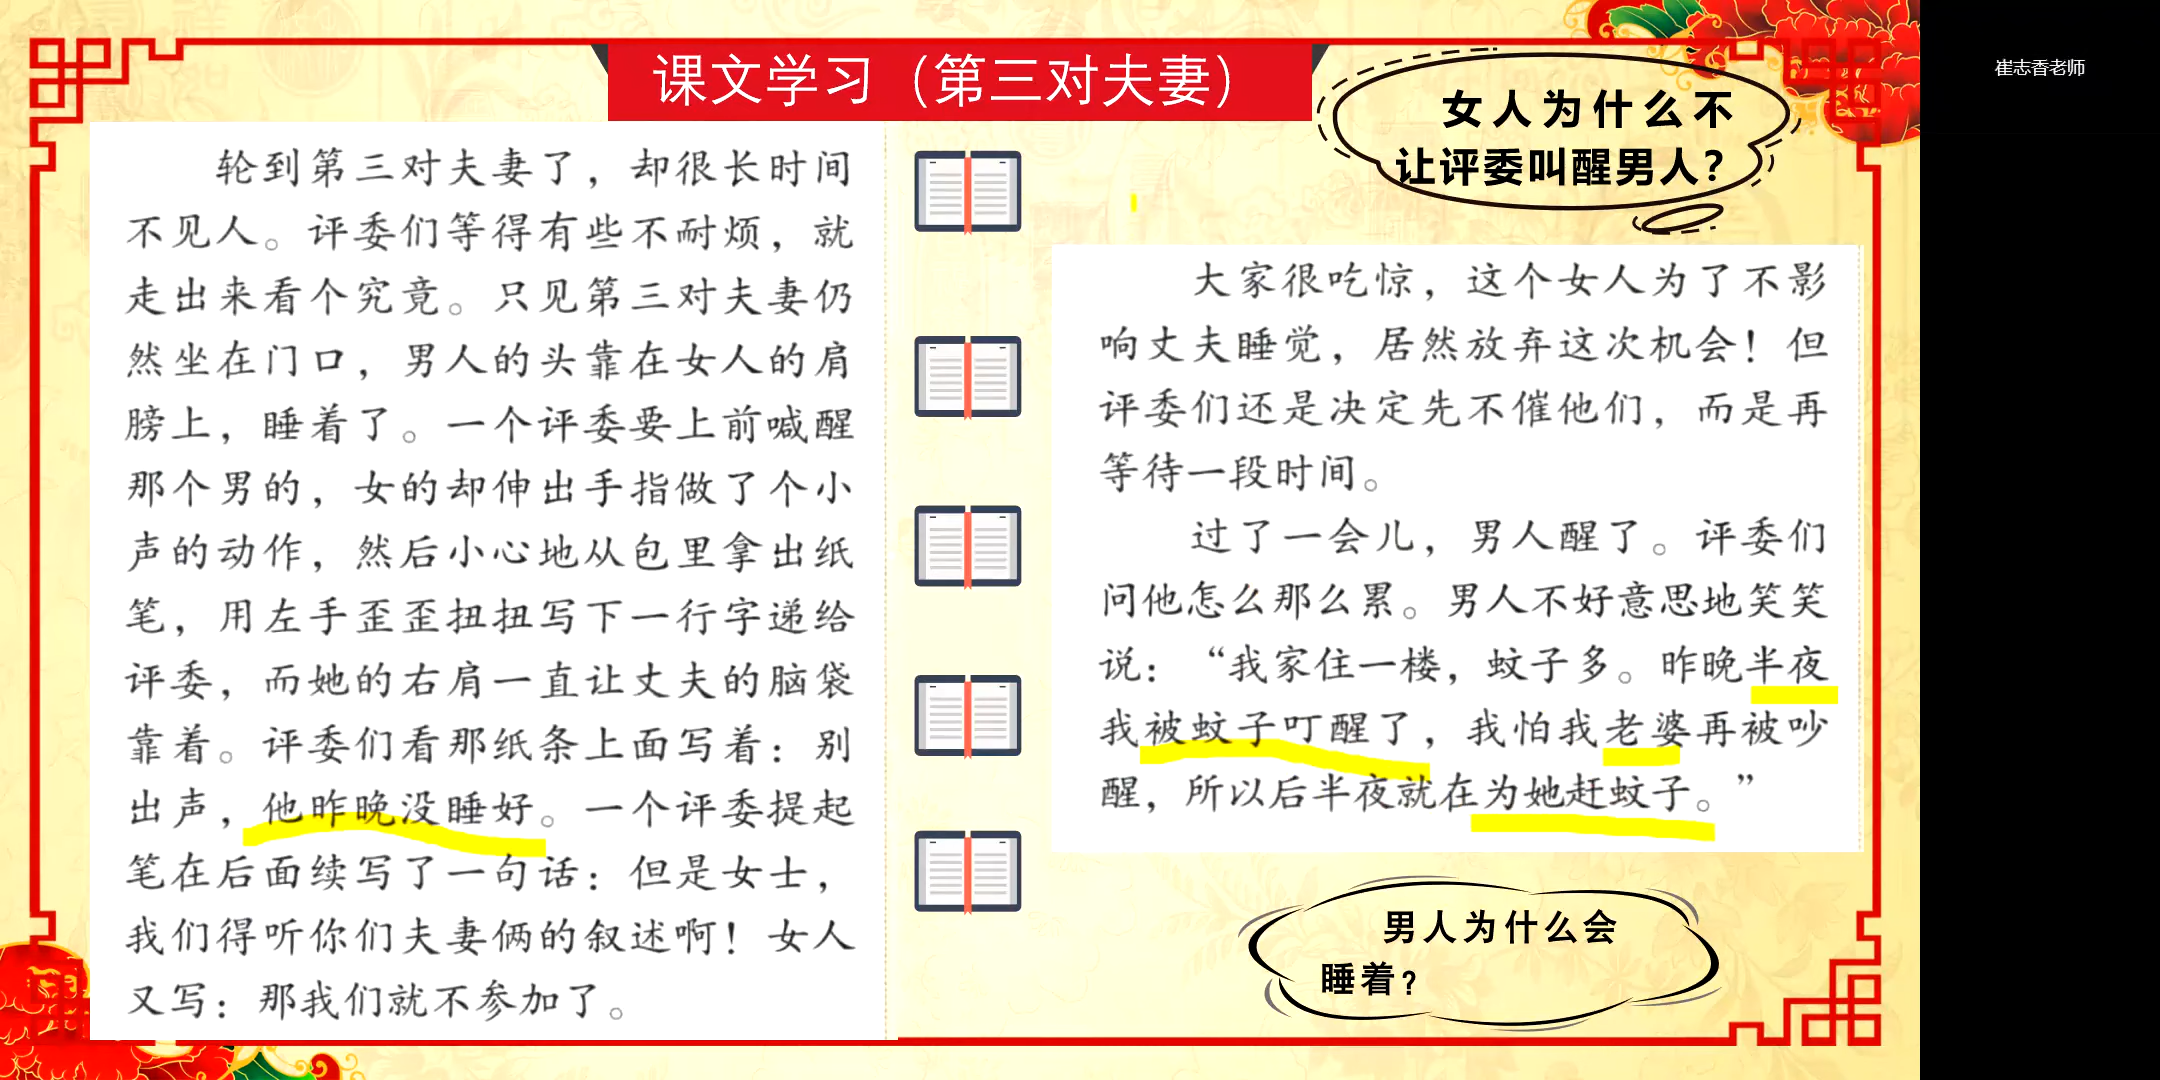 课文学习（第三对夫妻）
崔志香老师
女人为什么不
让评委叫醒男人？
轮到第三对夫妻了，却很长时间
不见人。评委们等得有些不耐烦，就
走出来看个究竟。只见第三对夫妻仍
然坐在门口，男人的头靠在女人的肩
膀上，睡着了。一个评委要上前喊醒
那个男的，女的却伸出手指做了个小
声的动作，然后小心地从包里拿出纸
笔，用左手歪歪扭扭写下一行字递给
评委，而她的右肩一直让丈夫的脑袋
靠着。评委们看那纸条上面写着：别
出声，他昨晚没睡好。一个评委提起
笔在后面续写了一句话：但是女士，
我们得听你们夫妻俩的叙述啊！女人
又写：那我们就不参加了。
大家很吃惊，这个女人为了不影
响丈夫睡觉，居然放弃这次机会！但
评委们还是决定先不催他们，而是再
等待一段时间。
过了一会儿，男人醒了。评委们
问他怎么那么累。男人不好意思地笑笑
说：“我家住一楼，蚊子多。昨晚半夜
我被蚊子叮醒了，我怕我老婆再被吵
醒，所以后半夜就在为她赶蚊子。”
男人为什么会
睡着？